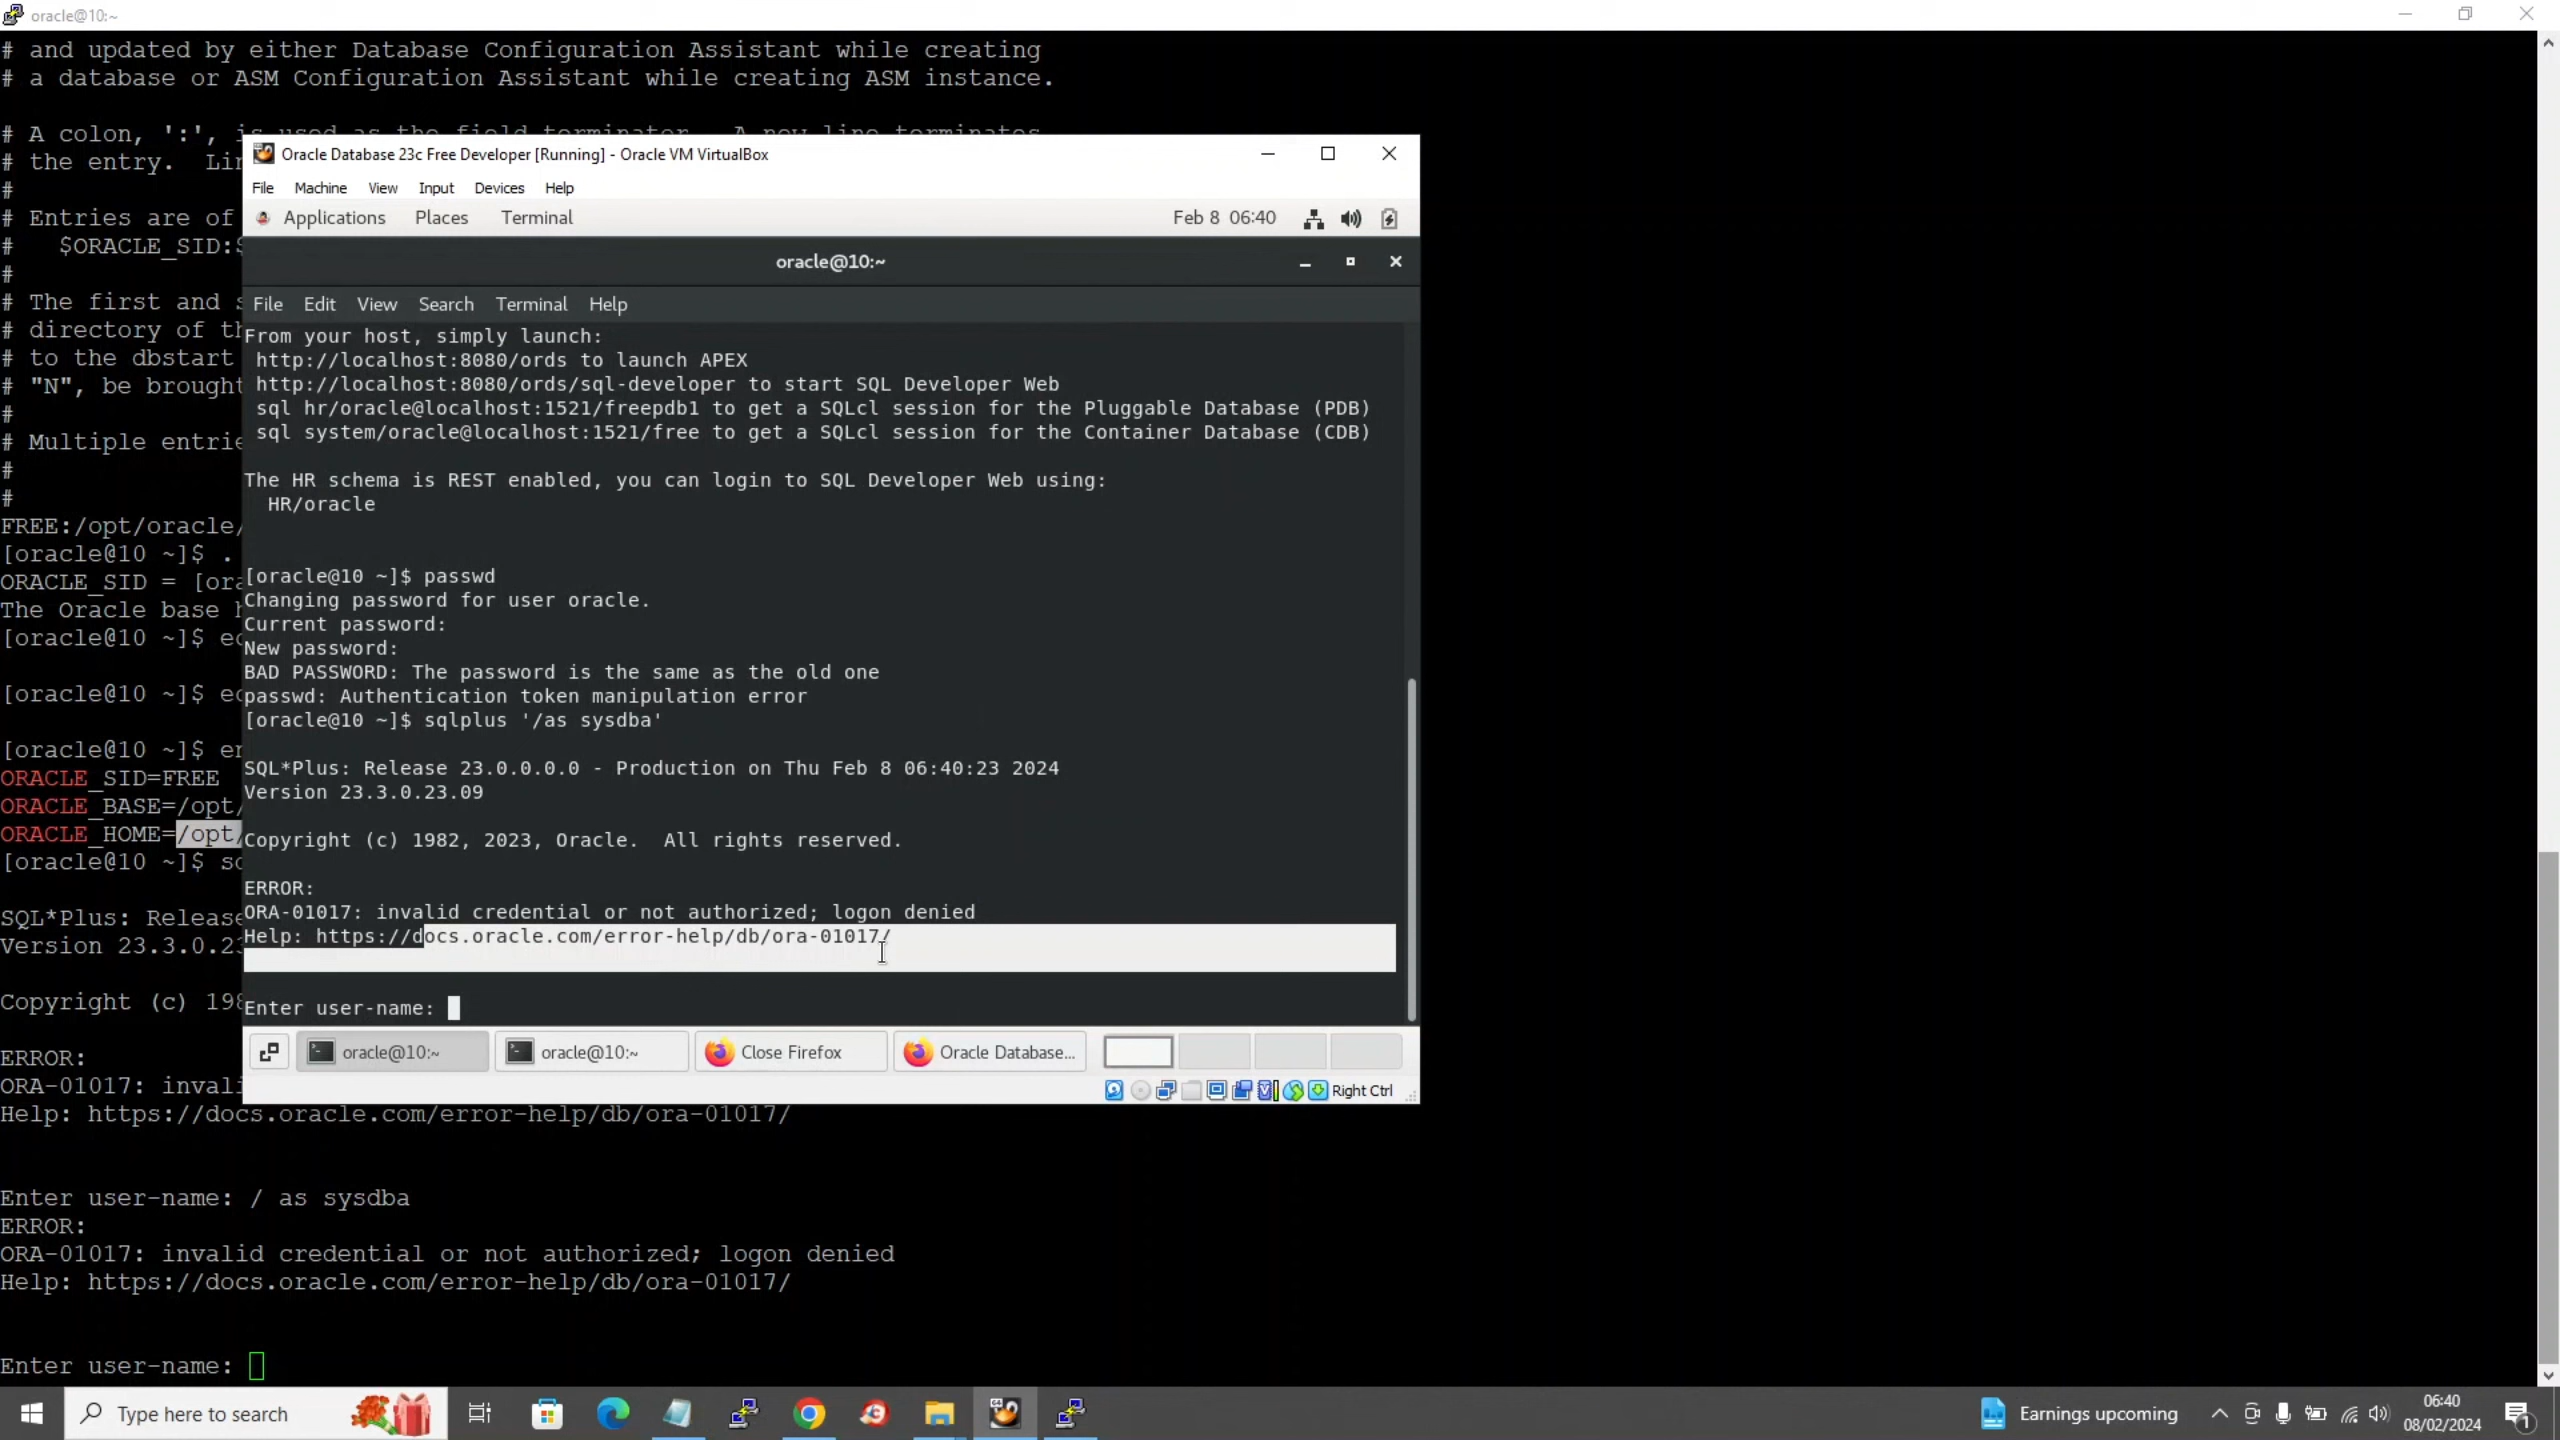 oracle@10:~
# and updated by either Database Configuration Assistant while creating
# a database or ASM Configuration Assistant while creating ASM instance.
# A colon, ':', is used as the field terminator. A new line terminates
# the entry. Lin
#
# Entries are of
# $ORACLE_SID:$
#
# The first and s
# directory of th
# to the dbstart
# "N", be brought
#
# Multiple entrie
#
#
FREE:/opt/oracle/
[oracle@10 ~]$ .
ORACLE_SID = [ora
The Oracle base h
[oracle@10 ~]$ ec
[oracle@10 ~]$ ec
[oracle@10 ~]$ en
ORACLE_SID=FREE
ORACLE_BASE=/opt/
ORACLE_HOME=/opt/
[oracle@10 ~]$ sq
SQL*Plus: Release
Version 23.3.0.23
Copyright (c) 198
ERROR:
ORA-01017: invali
Help: https://docs.oracle.com/error-help/db/ora-01017/
Enter user-name: / as sysdba
ERROR:
ORA-01017: invalid credential or not authorized; logon denied
Help: https://docs.oracle.com/error-help/db/ora-01017/
Enter user-name:
Oracle Database 23c Free Developer [Running] - Oracle VM VirtualBox
File Machine View Input Devices Help
Applications Places Terminal Feb 8 06:40
oracle@10:~
File Edit View Search Terminal Help
From your host, simply launch:
http://localhost:8080/ords to launch APEX
http://localhost:8080/ords/sql-developer to start SQL Developer Web
sql hr/oracle@localhost:1521/freepdb1 to get a SQLcl session for the Pluggable Database (PDB)
sql system/oracle@localhost:1521/free to get a SQLcl session for the Container Database (CDB)
The HR schema is REST enabled, you can login to SQL Developer Web using:
HR/oracle
[oracle@10 ~]$ passwd
Changing password for user oracle.
Current password:
New password:
BAD PASSWORD: The password is the same as the old one
passwd: Authentication token manipulation error
[oracle@10 ~]$ sqlplus '/as sysdba'
SQL*Plus: Release 23.0.0.0.0 - Production on Thu Feb 8 06:40:23 2024
Version 23.3.0.23.09
Copyright (c) 1982, 2023, Oracle. All rights reserved.
ERROR:
ORA-01017: invalid credential or not authorized; logon denied
Help: https://docs.oracle.com/error-help/db/ora-01017/
Enter user-name:
oracle@10:~ oracle@10:~ Close Firefox Oracle Database...
Right Ctrl
Type here to search Earnings upcoming 06:40
08/02/2024
1